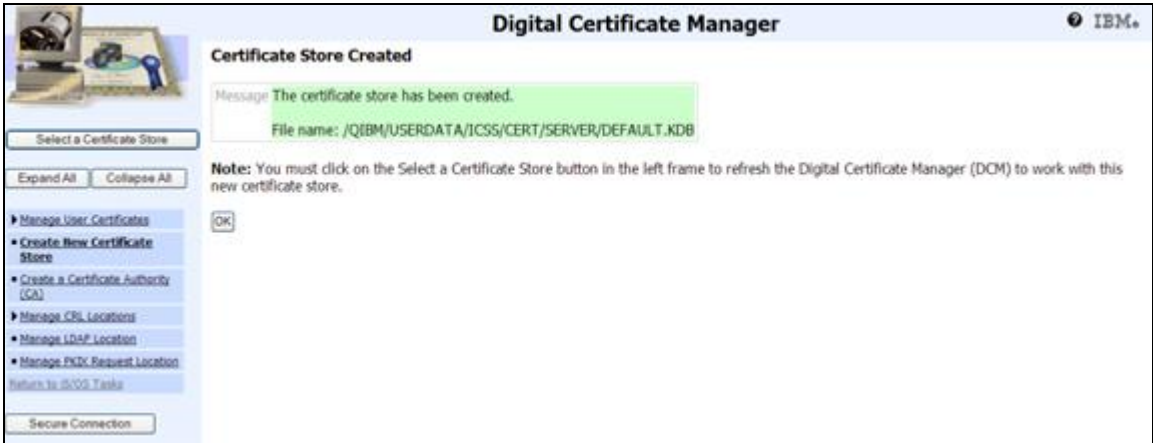 Digital Certificate Manager
IBM
Select a Certificate Store
Expand All
Collapse All
Manage User Certificates
Create New Certificate
Store
Create a Certificate Authority
(CA)
Manage CRL Locations
Manage LDAP Location
Manage PKIX Request Location
Return to i5/OS Tasks
Secure Connection
Certificate Store Created
Message The certificate store has been created.
File name: /QIBM/USERDATA/ICSS/CERT/SERVER/DEFAULT.KDB
Note: You must click on the Select a Certificate Store button in the left frame to refresh the Digital Certificate Manager (DCM) to work with this
new certificate store.
OK